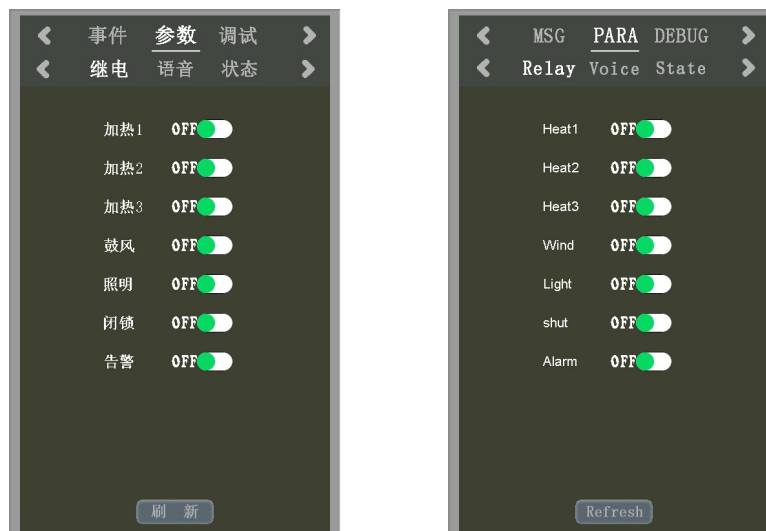 事件 参数 调试
继电 语音 状态
加热1 OFF
加热2 OFF
加热3 OFF
鼓风 OFF
照明 OFF
闭锁 OFF
告警 OFF
刷 新
MSG PARA DEBUG
Relay Voice State
Heat1 OFF
Heat2 OFF
Heat3 OFF
Wind OFF
Light OFF
shut OFF
Alarm OFF
Refresh